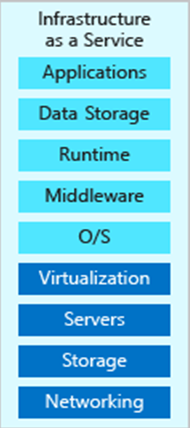 Infrastructure
as a Service
Applications
Data Storage
Runtime
Middleware
O/S
Virtualization
Servers
Storage
Networking